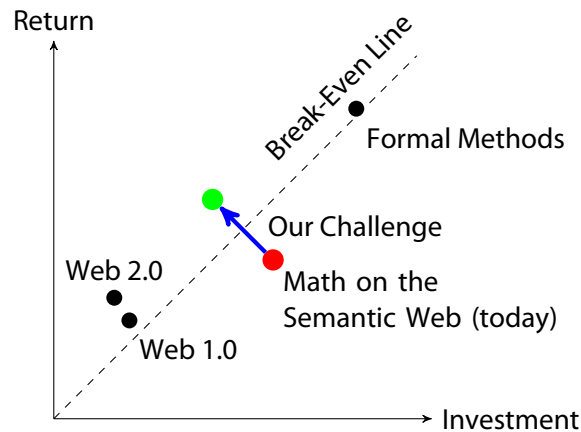 Return
Break-Even Line
Formal Methods
Our Challenge
Web 2.0
Math on the
Semantic Web (today)
Web 1.0
Investment